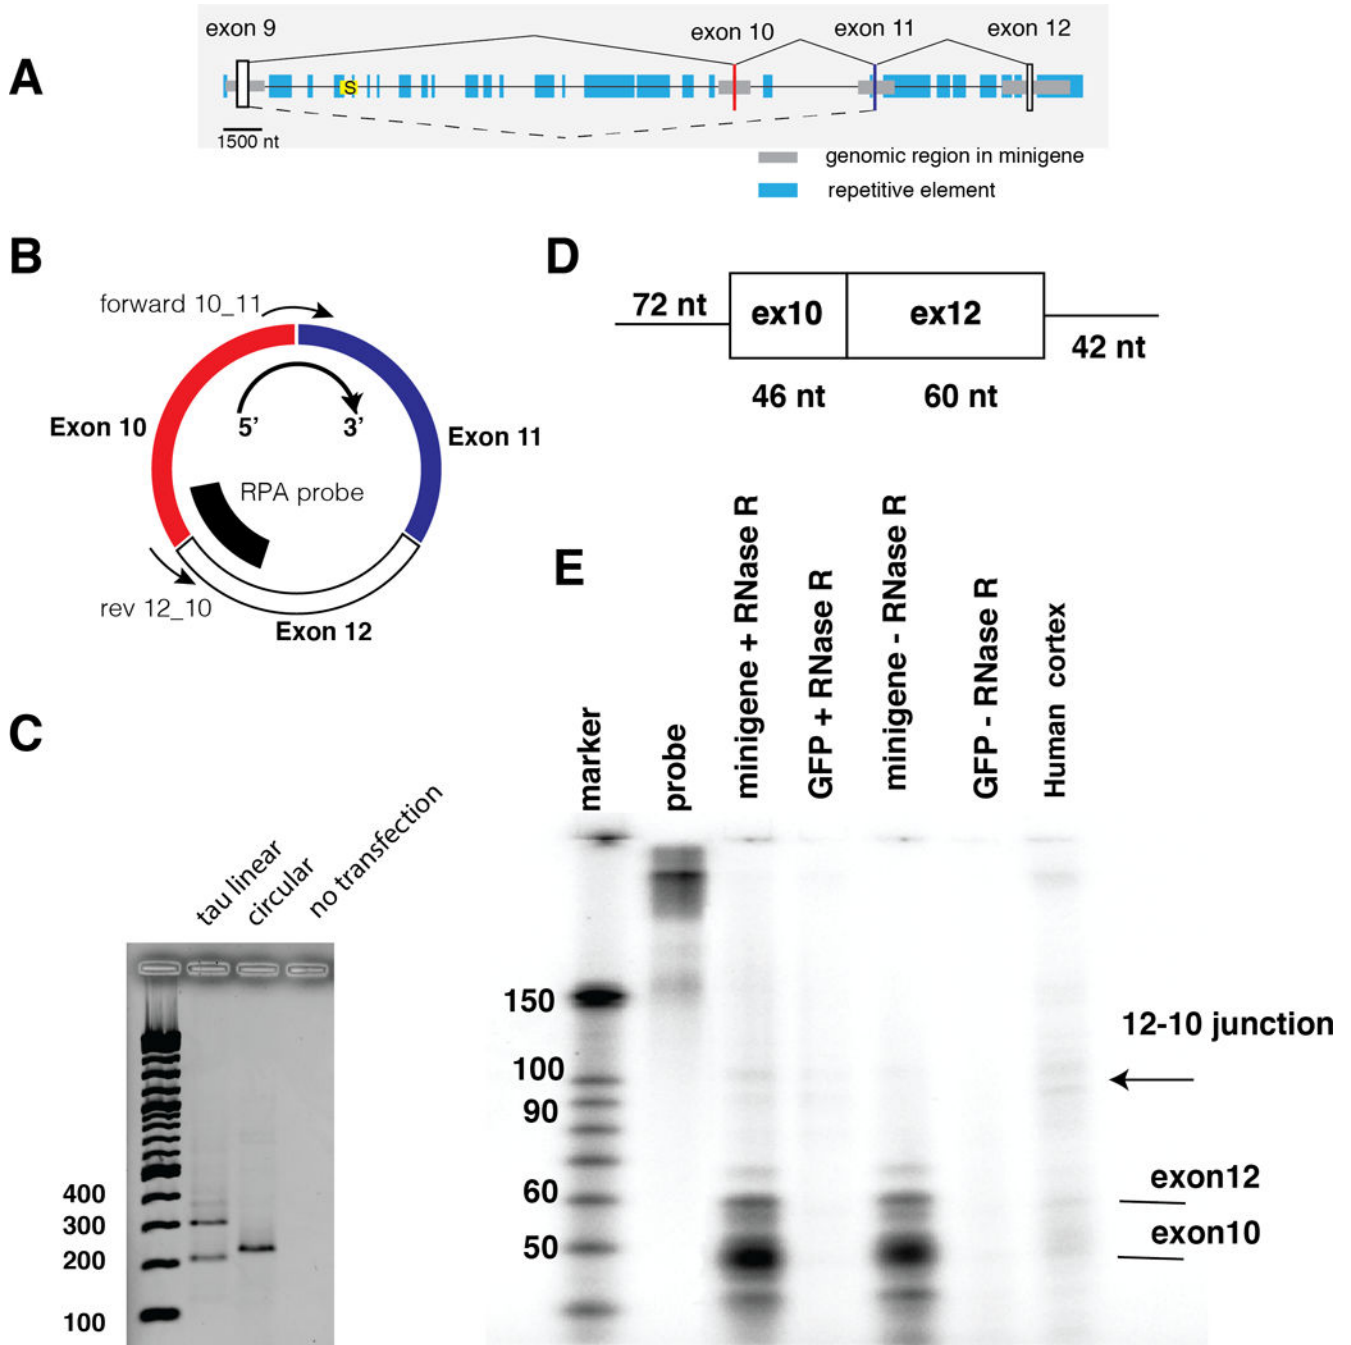 A
exon 9
exon 10
exon 11
exon 12
S
1500 nt
genomic region in minigene
repetitive element
B
forward 10_11
Exon 10
5’
3’
Exon 11
RPA probe
rev 12_10
Exon 12
C
tau linear
circular
no transfection
400
300
200
100
D
72 nt
ex10
ex12
42 nt
46 nt
60 nt
E
marker
probe
minigene + RNase R
GFP + RNase R
minigene - RNase R
GFP - RNase R
Human cortex
150
100
90
60
50
12-10 junction
exon12
exon10